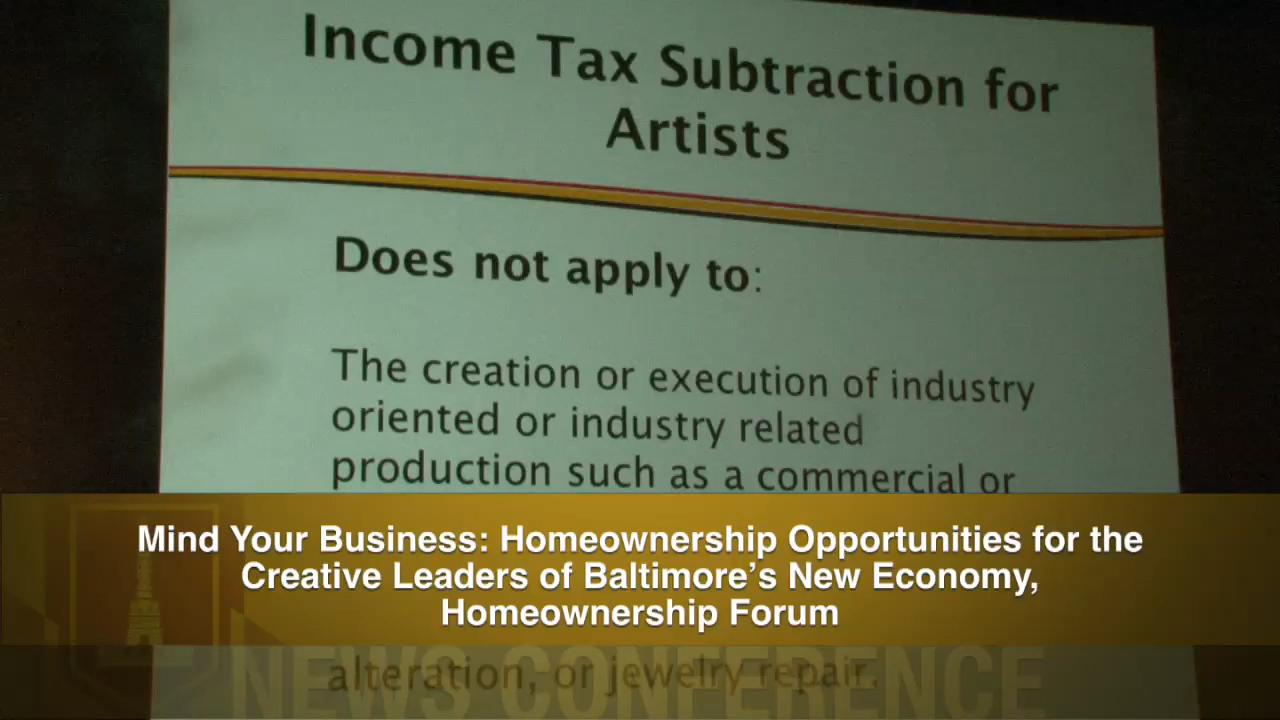 Income Tax Subtraction for
Artists
Does not apply to:
The creation or execution of industry
oriented or industry related
production such as a commercial or
Mind Your Business: Homeownership Opportunities for the
Creative Leaders of Baltimore’s New Economy,
Homeownership Forum
NEWS CONFERENCE
alteration, or jewelry repair.